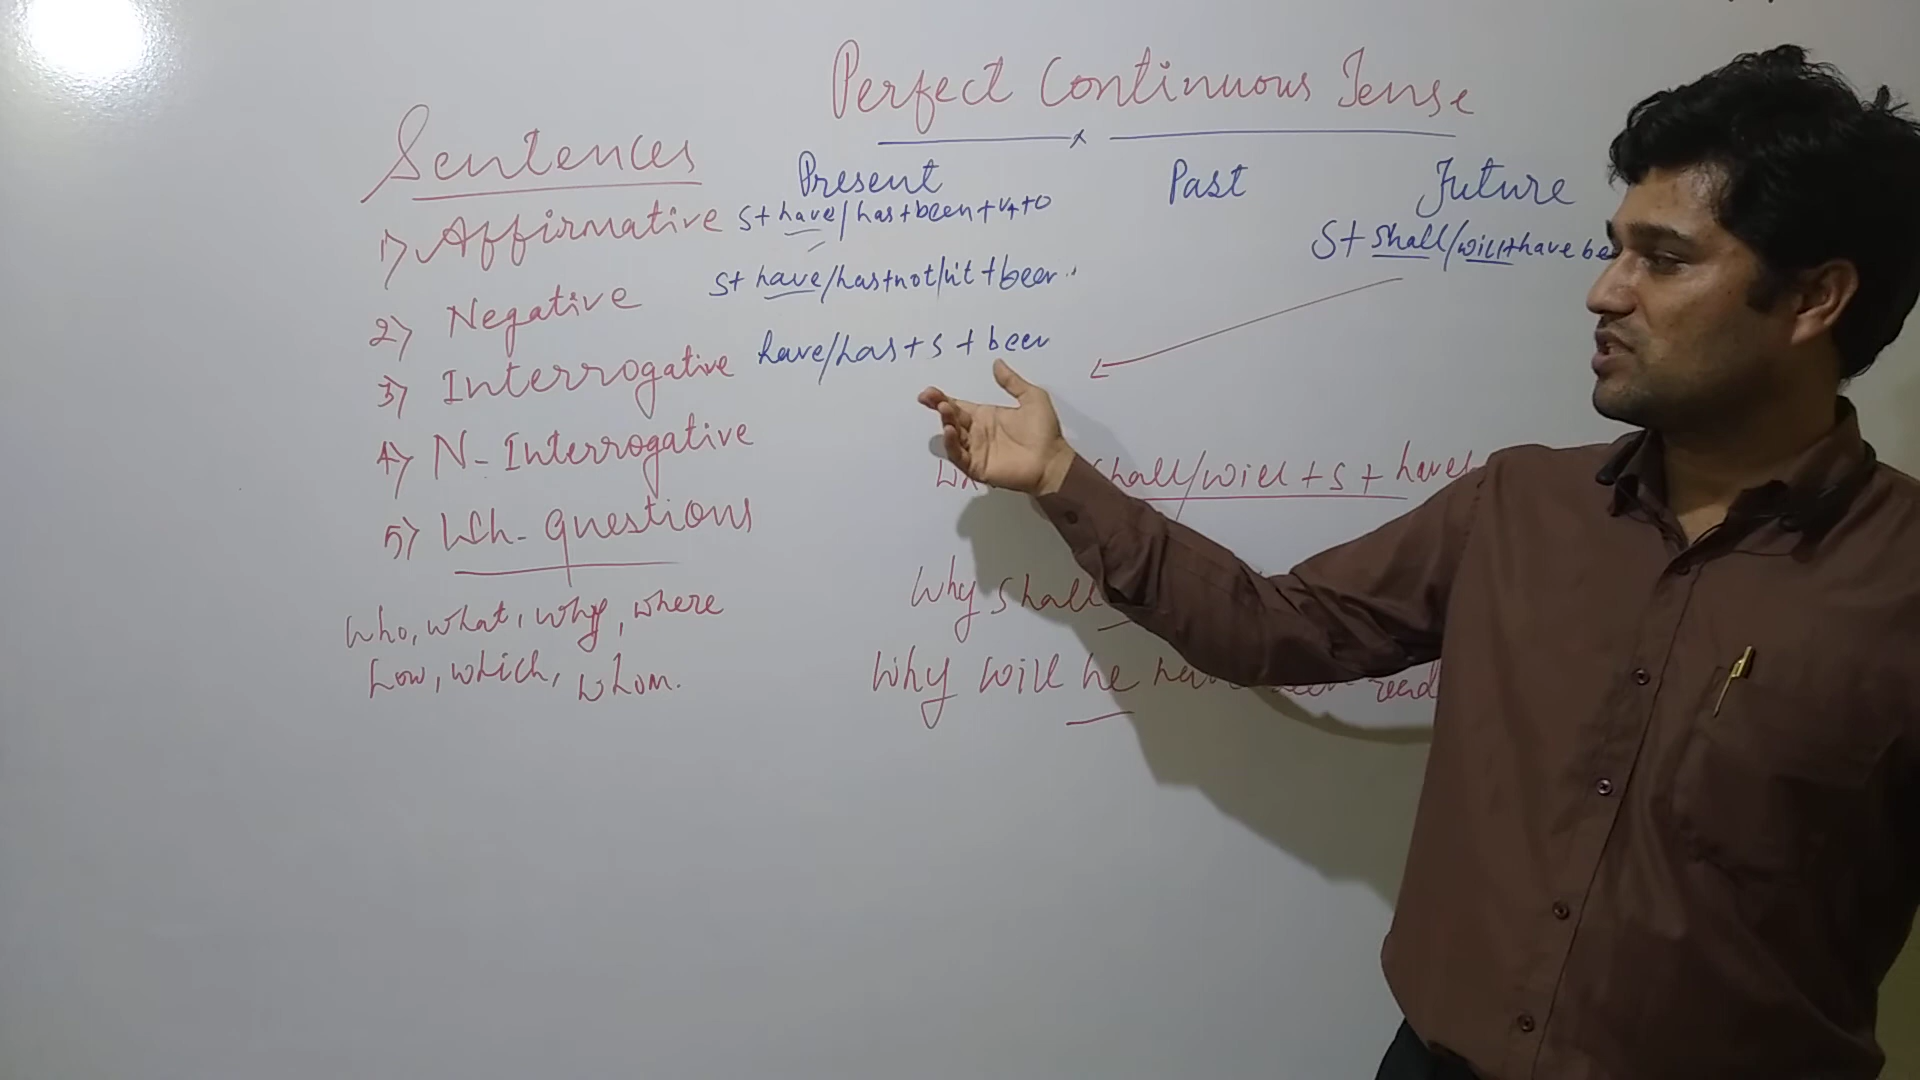 Perfect Continuous Tense
Sentences
Present Past Future
1) Affirmative S+have/has+been+V4+O
S+shall/will+have be
2) Negative S+have/has+not/n't+been..
3) Interrogative have/has+s+been
4) N-Interrogative
shall/will+s+have
5) Wh-questions
Who, what, why, where
how, which, whom.
Why shall
Why will he read